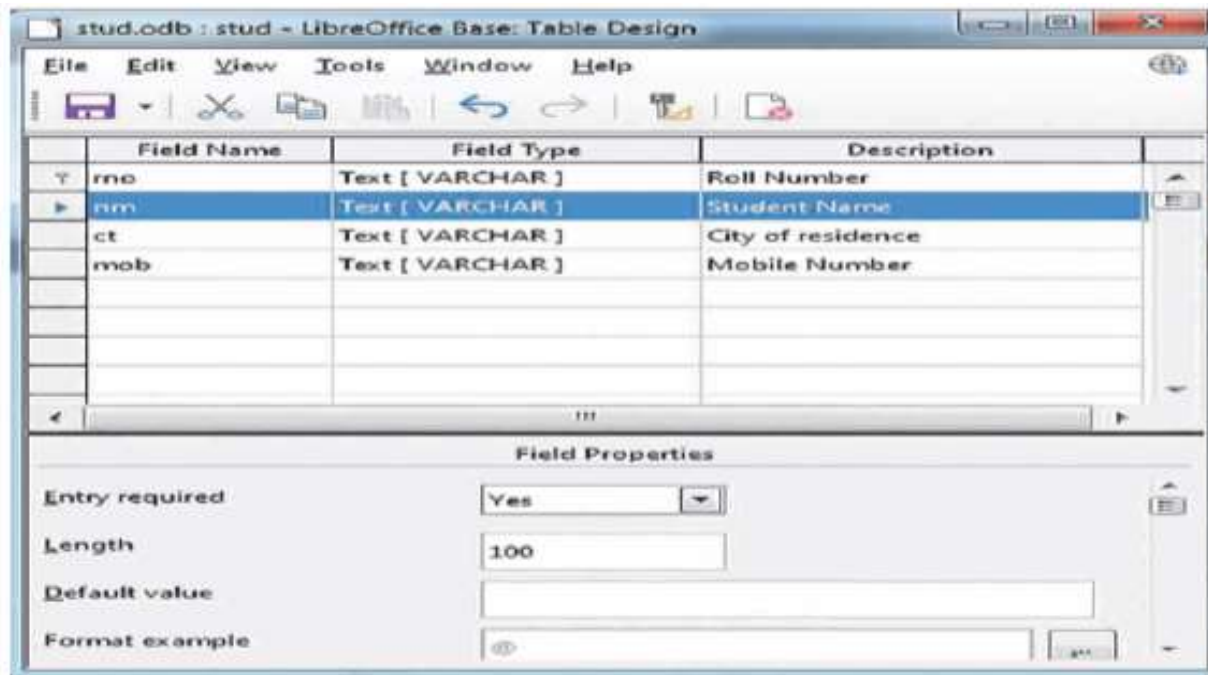 stud.odb : stud - LibreOffice Base: Table Design
File Edit View Tools Window Help
Field Name Field Type Description
rno Text [ VARCHAR ] Roll Number
nm Text [ VARCHAR ] Student Name
ct Text [ VARCHAR ] City of residence
mob Text [ VARCHAR ] Mobile Number
Field Properties
Entry required Yes
Length 100
Default value
Format example @
...